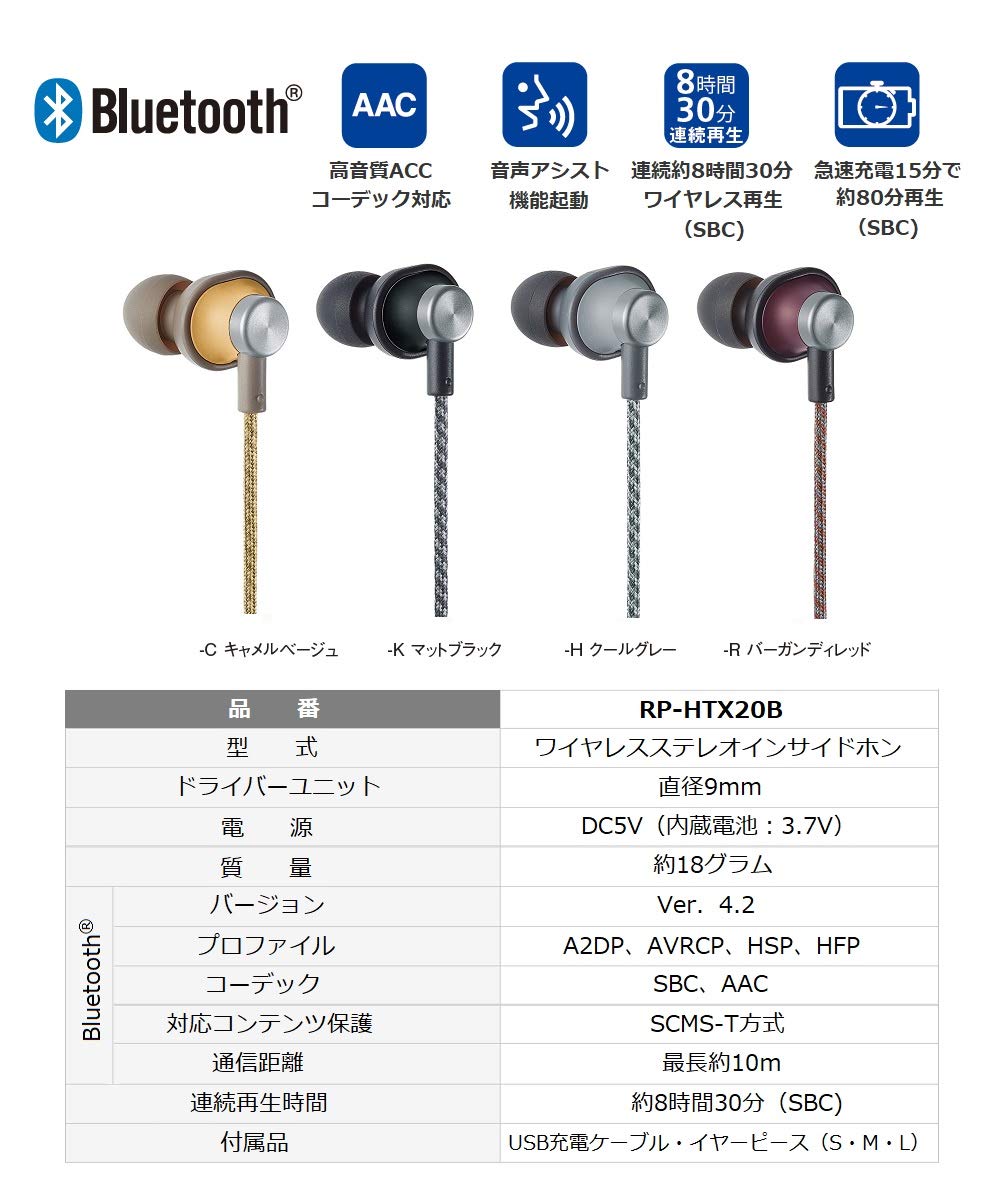 Bluetooth®
AAC
8時間
30分
連続再生
高音質ACC
コーデック対応
音声アシスト
機能起動
連続約8時間30分
ワイヤレス再生
（SBC)
急速充電15分で
約80分再生
（SBC)
-C キャメルベージュ
-K マットブラック
-H クールグレー
-R バーガンディレッド
品 番 RP-HTX20B
型 式 ワイヤレスステレオインサイドホン
ドライバーユニット 直径9mm
電 源 DC5V（内蔵電池：3.7V）
質 量 約18グラム
Bluetooth®
バージョン Ver. 4.2
プロファイル A2DP、AVRCP、HSP、HFP
コーデック SBC、AAC
対応コンテンツ保護 SCMS-T方式
通信距離 最長約10m
連続再生時間 約8時間30分（SBC)
付属品 USB充電ケーブル・イヤーピース（S・M・L）